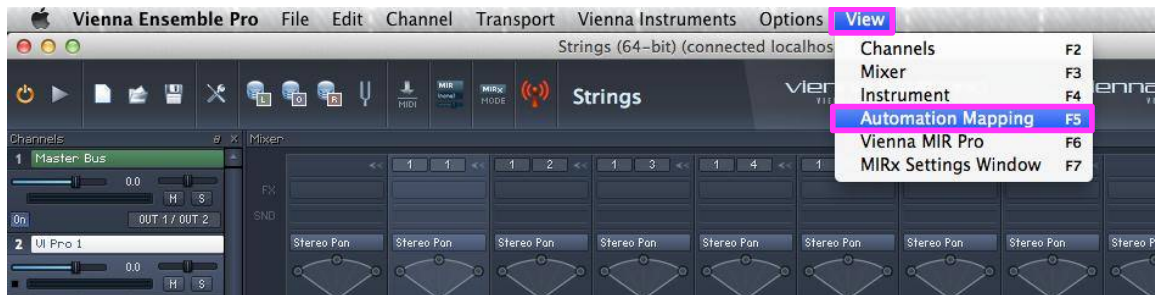 Vienna Ensemble Pro File Edit Channel Transport Vienna Instruments Options View
Strings (64-bit) (connected localhos
Channels F2
Mixer F3
Instrument F4
Automation Mapping F5
Vienna MIR Pro F6
MIRx Settings Window F7
L O R MIDI MIR MIRx MODE Strings vien enna
Channels Mixer
1 Master Bus
<< 1 1 << 1 2 << 1 3 << 1 4 << 1
0.0
FX
M S
On OUT 1 / OUT 2 SND
2 VI Pro 1 Stereo Pan Stereo Pan Stereo Pan Stereo Pan Stereo Pan Stereo Pan Stereo Pan Stereo Pan Stereo P
0.0
M S